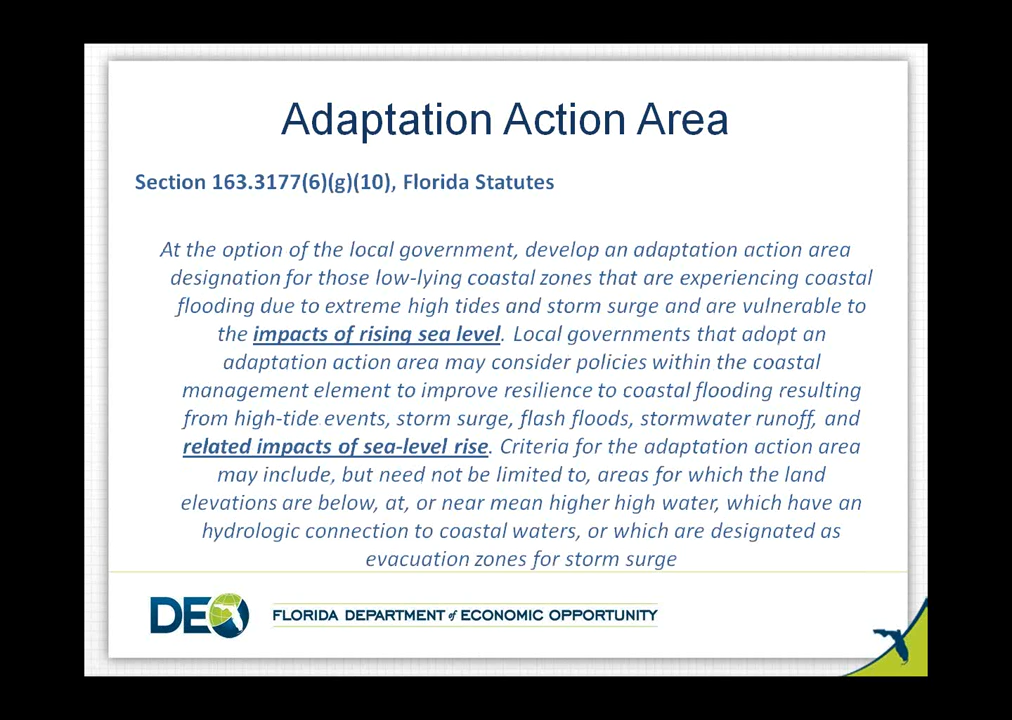 Adaptation Action Area
Section 163.3177(6)(g)(10), Florida Statutes
At the option of the local government, develop an adaptation action area
designation for those low-lying coastal zones that are experiencing coastal
flooding due to extreme high tides and storm surge and are vulnerable to
the impacts of rising sea level. Local governments that adopt an
adaptation action area may consider policies within the coastal
management element to improve resilience to coastal flooding resulting
from high-tide events, storm surge, flash floods, stormwater runoff, and
related impacts of sea-level rise. Criteria for the adaptation action area
may include, but need not be limited to, areas for which the land
elevations are below, at, or near mean higher high water, which have an
hydrologic connection to coastal waters, or which are designated as
evacuation zones for storm surge
DEO
FLORIDA DEPARTMENT of ECONOMIC OPPORTUNITY